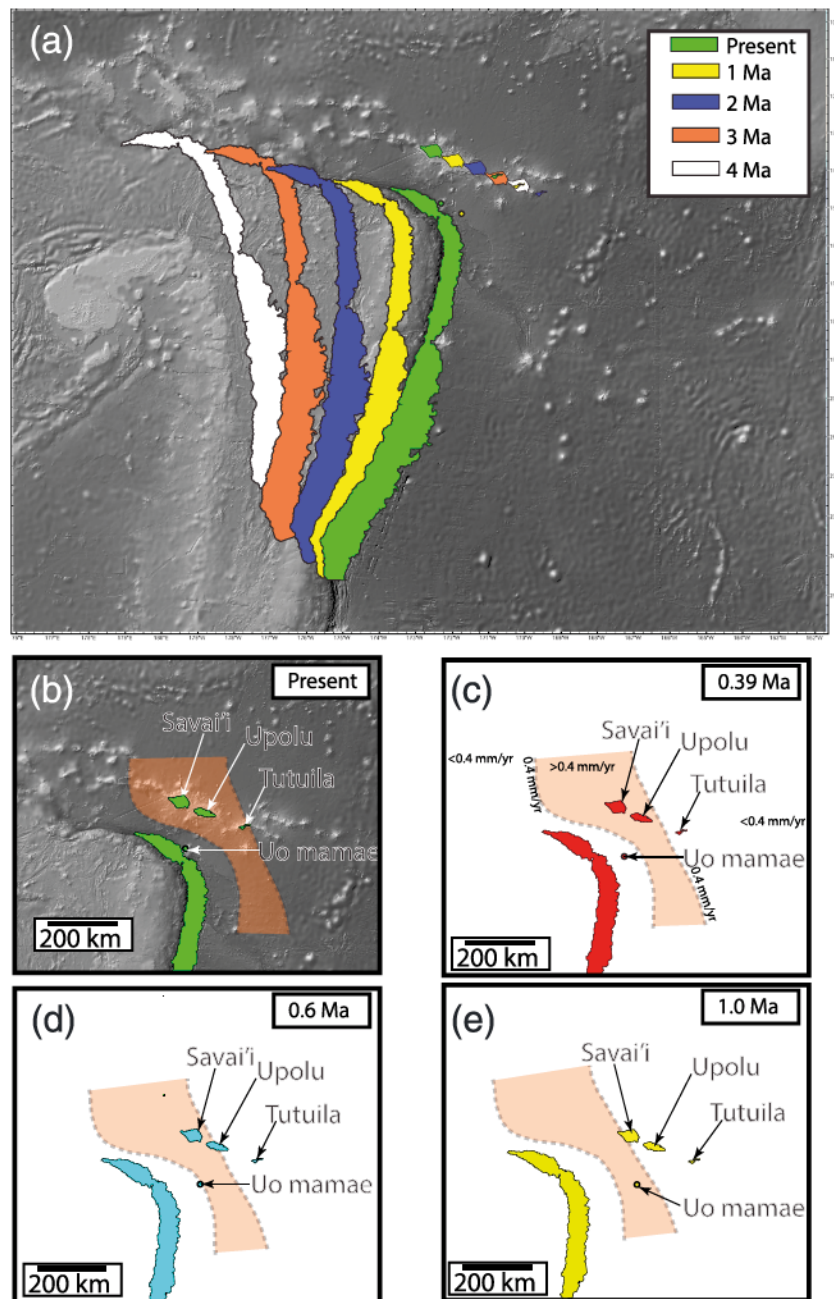 (a)
Present
1 Ma
2 Ma
3 Ma
4 Ma
(b)
Present
Savai'i
Upolu
Tutuila
Uo mamae
200 km
(c)
0.39 Ma
Savai'i
Upolu
Tutuila
<0.4 mm/yr
0.4 mm/yr
>0.4 mm/yr
<0.4 mm/yr
Uo mamae
0.4 mm/yr
200 km
(d)
0.6 Ma
Savai'i
Upolu
Tutuila
Uo mamae
200 km
(e)
1.0 Ma
Savai'i
Upolu
Tutuila
Uo mamae
200 km